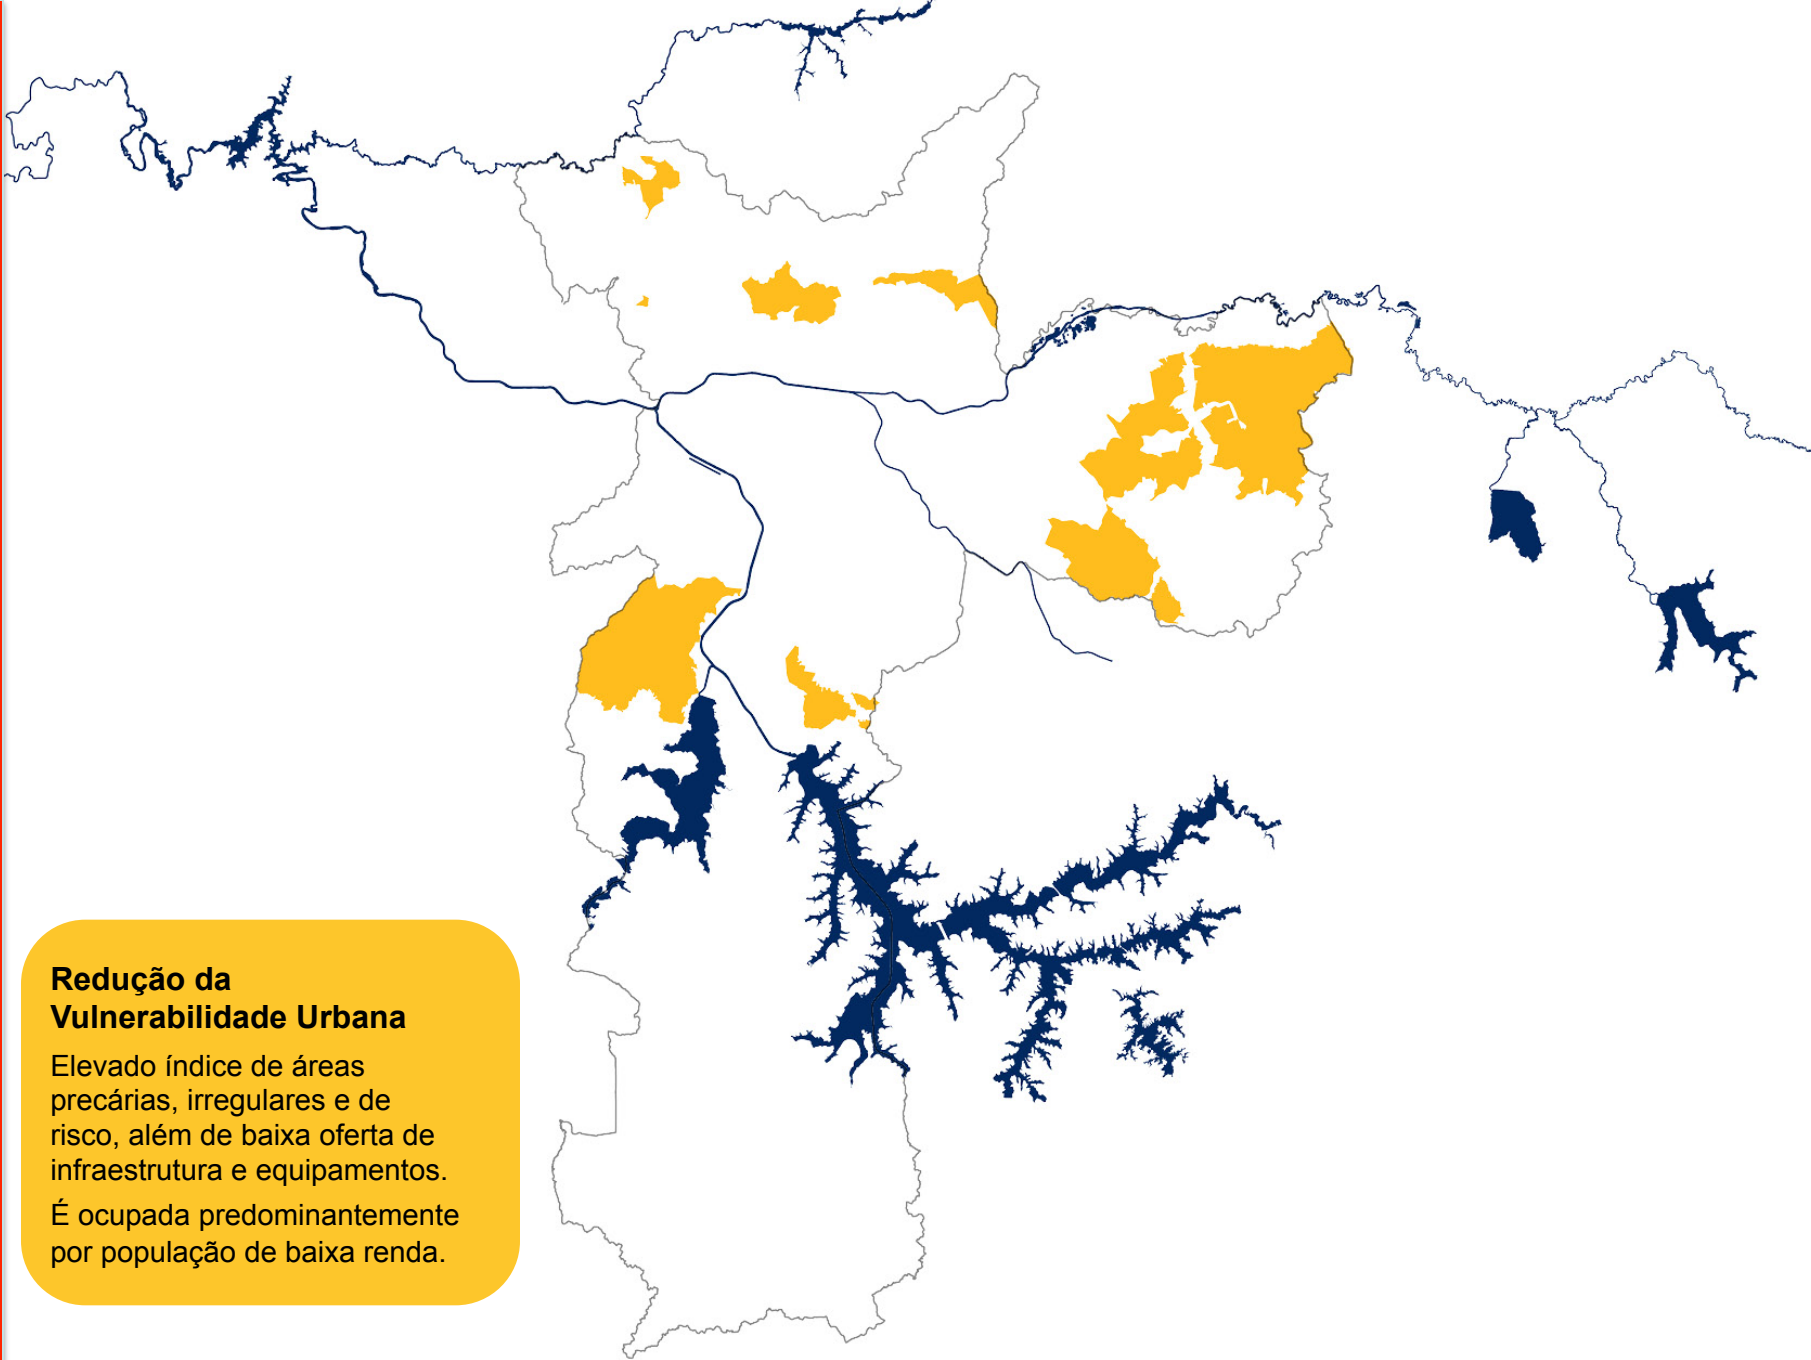 Redução da
Vulnerabilidade Urbana
Elevado índice de áreas
precárias, irregulares e de
risco, além de baixa oferta de
infraestrutura e equipamentos.
É ocupada predominantemente
por população de baixa renda.